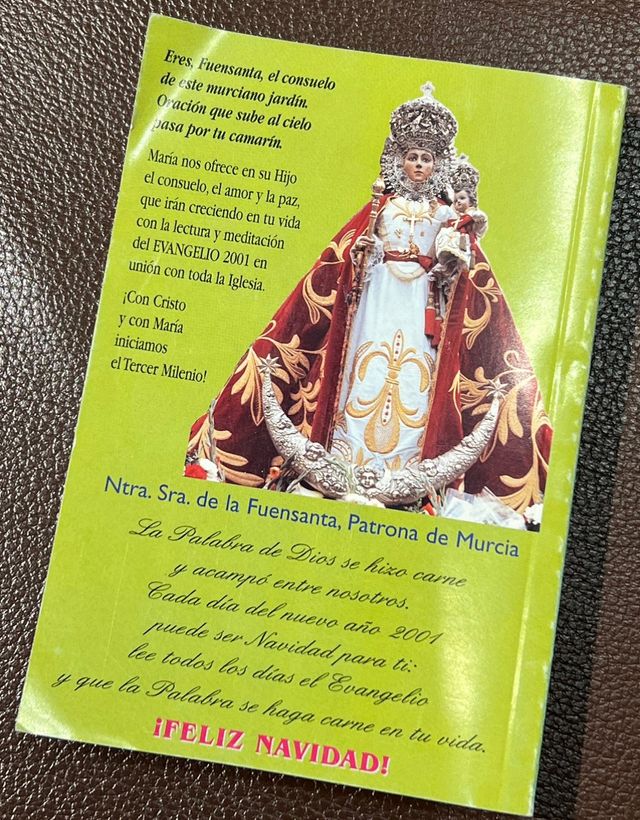 Eres, Fuensanta, el consuelo
de este murciano jardín.
Oración que sube al cielo
pasa por tu camarín.
María nos ofrece en su Hijo
el consuelo, el amor y la paz,
que irán creciendo en tu vida
con la lectura y meditación
del EVANGELIO 2001 en
unión con toda la Iglesia.
¡Con Cristo
y con María
iniciamos
el Tercer Milenio!
Ntra. Sra. de la Fuensanta, Patrona de Murcia
La Palabra de Dios se hizo carne
y acampó entre nosotros.
Cada día del nuevo año 2001
puede ser Navidad para ti:
lee todos los días el Evangelio
y que la Palabra se haga carne en tu vida.
¡FELIZ NAVIDAD!